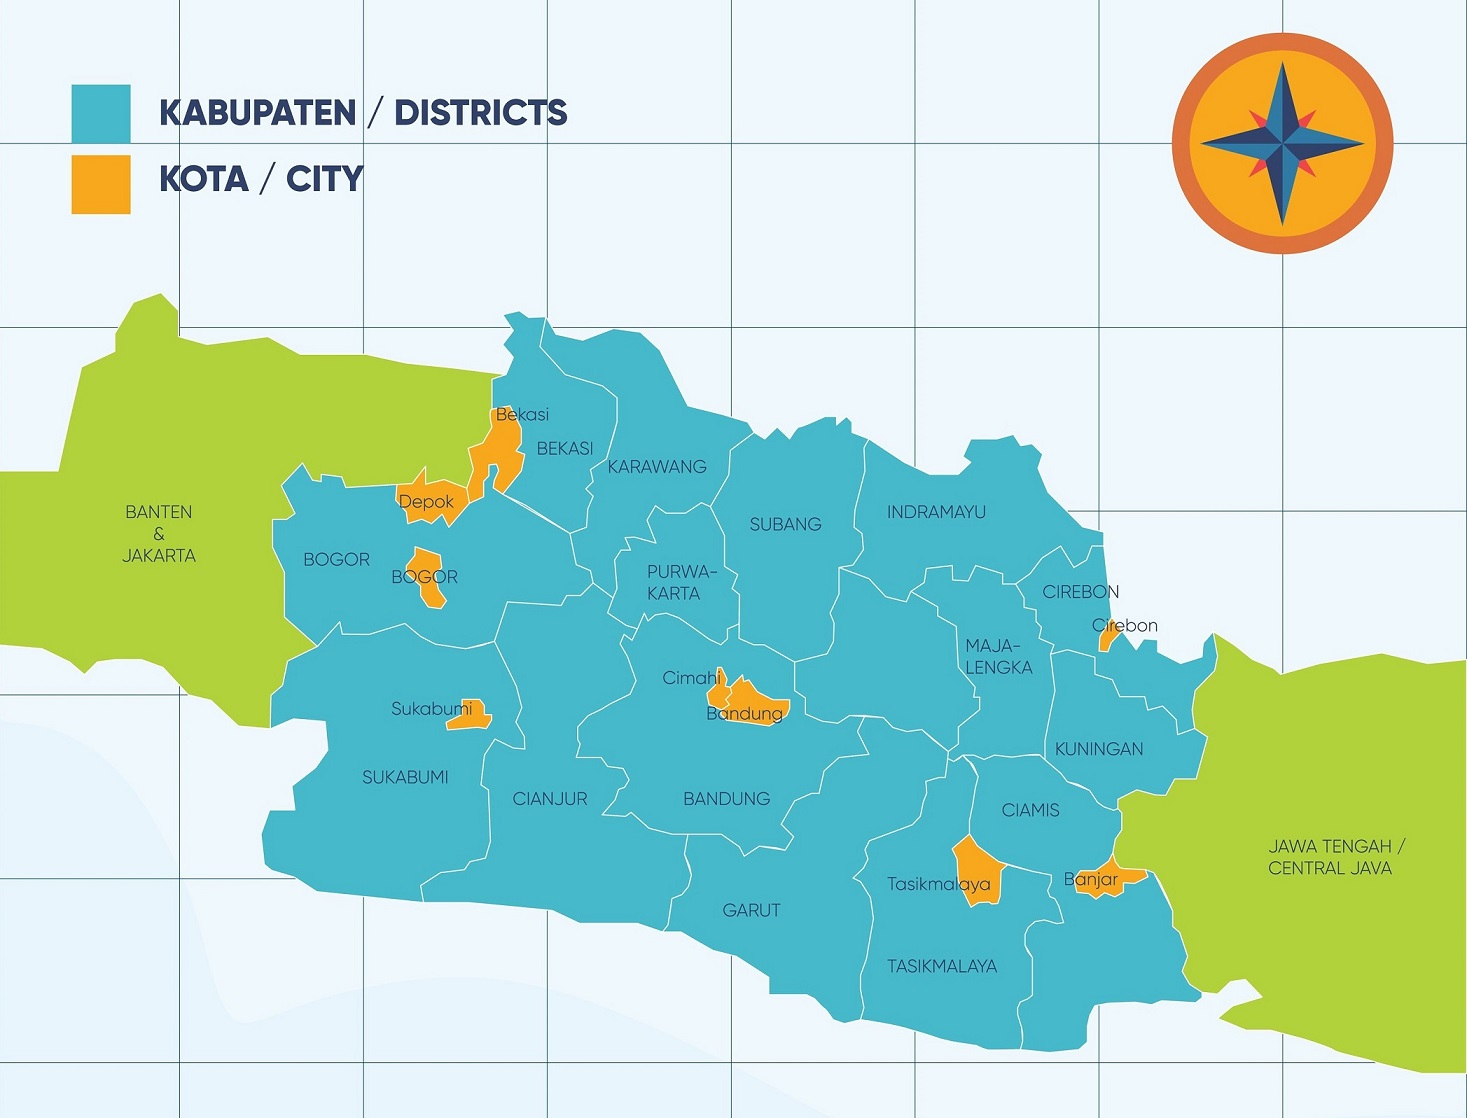 KABUPATEN / DISTRICTS
KOTA / CITY
Bekasi
BEKASI
KARAWANG
Depok
BANTEN
&
JAKARTA
BOGOR
BOGOR
SUBANG
INDRAMAYU
PURWA-
KARTA
CIREBON
Cirebon
MAJA-
LENGKA
Cimahi
Bandung
Sukabumi
SUKABUMI
CIANJUR
BANDUNG
KUNINGAN
CIAMIS
JAWA TENGAH /
CENTRAL JAVA
Tasikmalaya
Banjar
GARUT
TASIKMALAYA